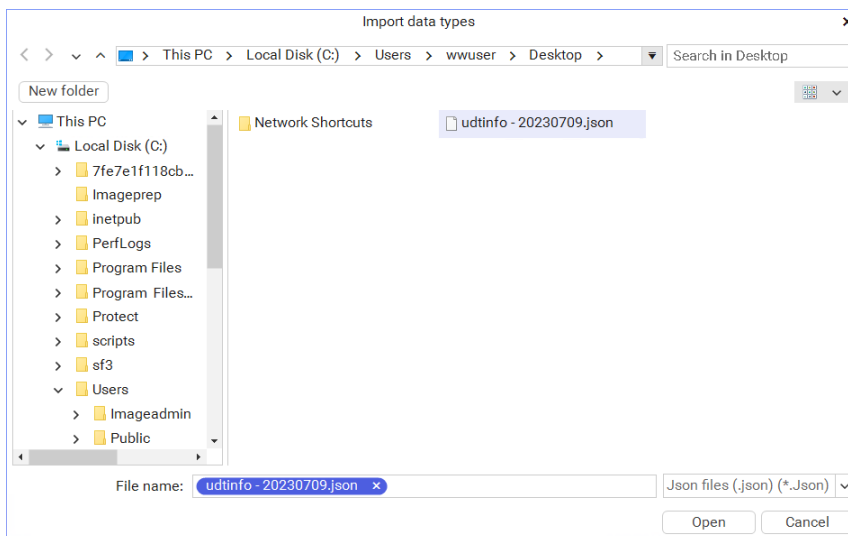 Import data types
This PC > Local Disk (C:) > Users > wwuser > Desktop >
Search in Desktop
New folder
This PC
Local Disk (C:)
7fe7e1f118cb...
Imageprep
inetpub
PerfLogs
Program Files
Program Files...
Protect
scripts
sf3
Users
Imageadmin
Public
Network Shortcuts
udtinfo - 20230709.json
File name:
udtinfo - 20230709.json
Json files (.json) (*.Json)
Open
Cancel